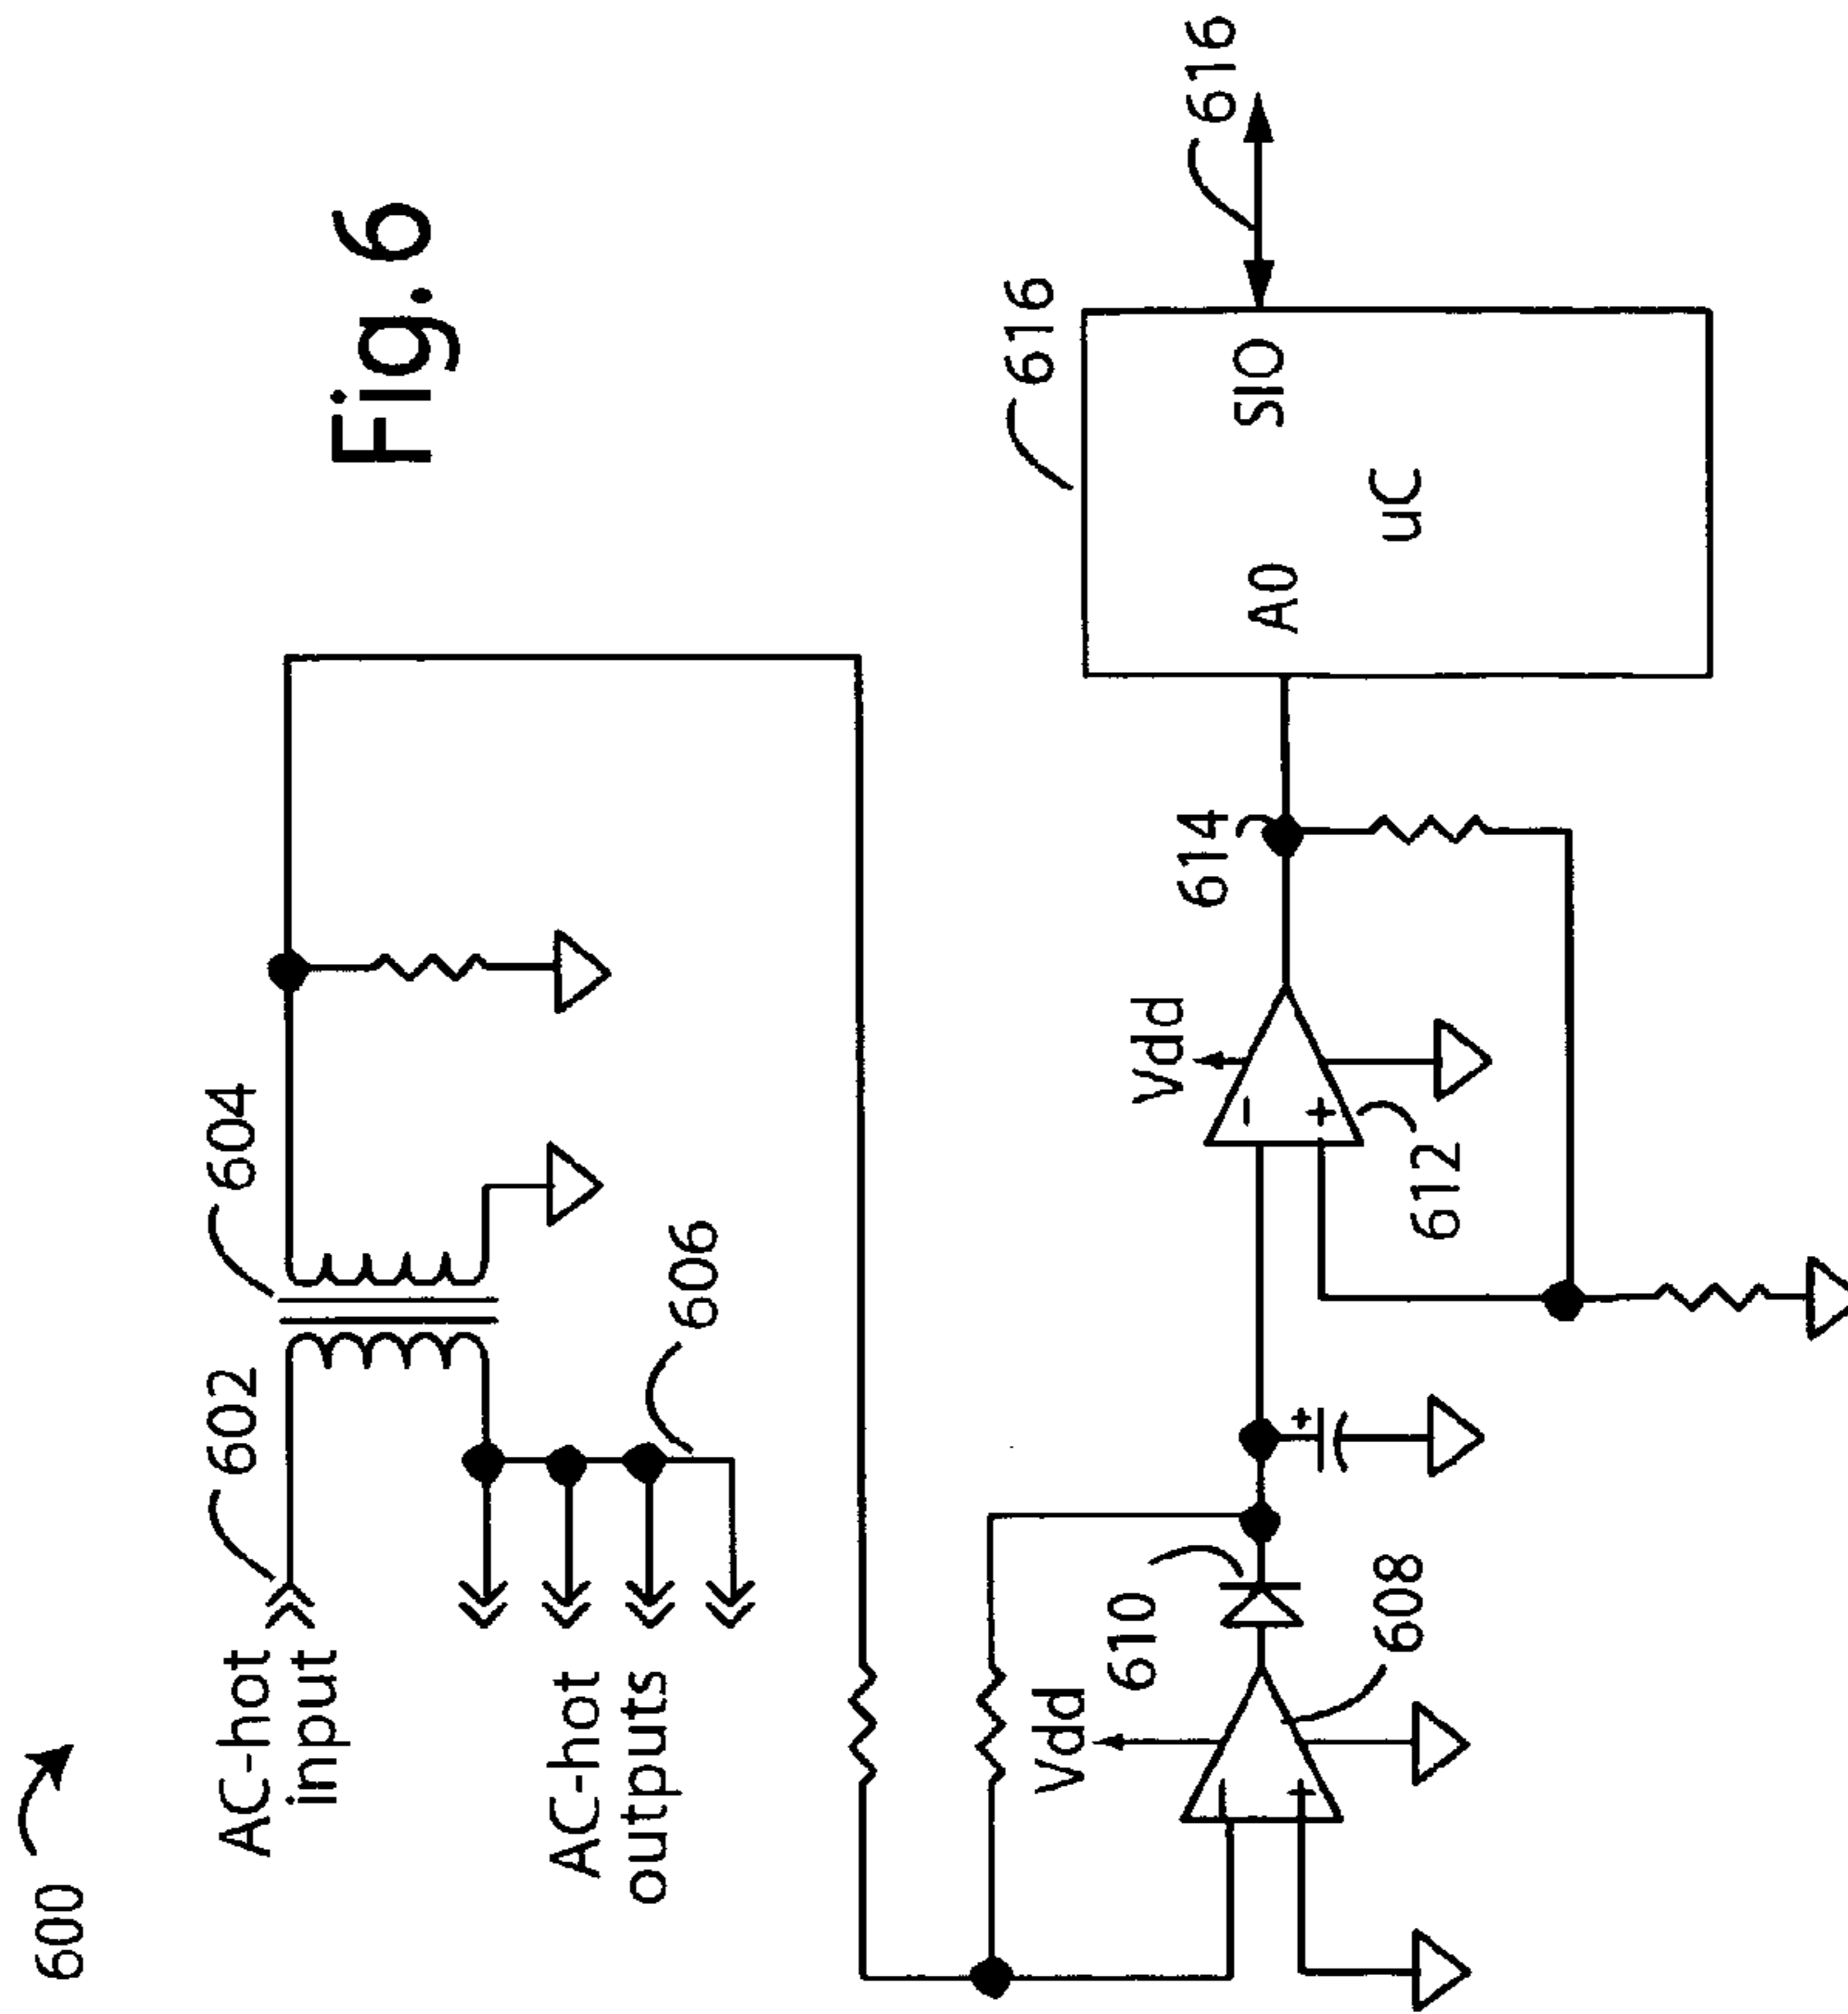 600
Fig. 6
602
604
AC-hot
input
AC-hot
outputs
606
Vdd
610
608
Vdd
612
614
616
616
A0
SIO
uC
-
+
-
+
+